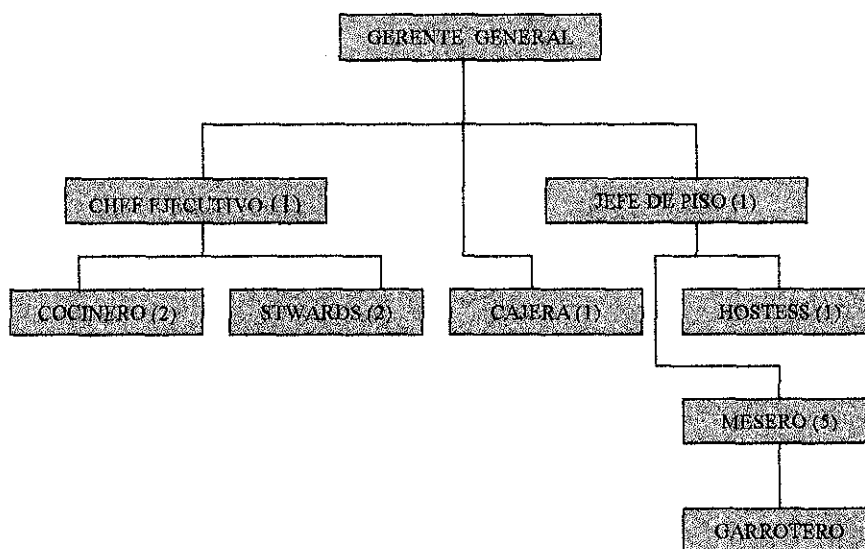 GERENTE GENERAL
CHEF EJECUTIVO (1)
JEFE DE PISO (1)
COCINERO (2)
STWARDS (2)
CAJERA (1)
HOSTESS (1)
MESERO (5)
GARROTERO